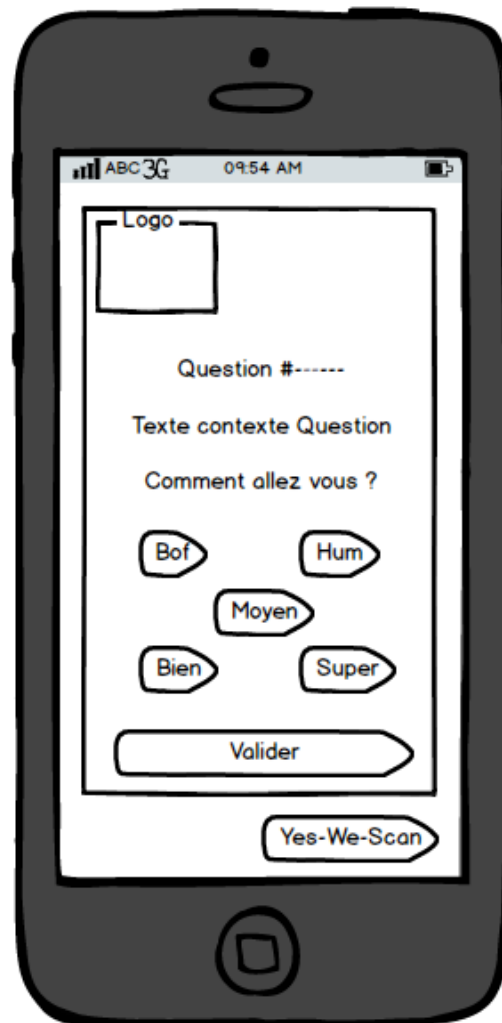 ABC 3G 09:54 AM
Logo
Question #------
Texte contexte Question
Comment allez vous ?
Bof Hum
Moyen
Bien Super
Valider
Yes-We-Scan